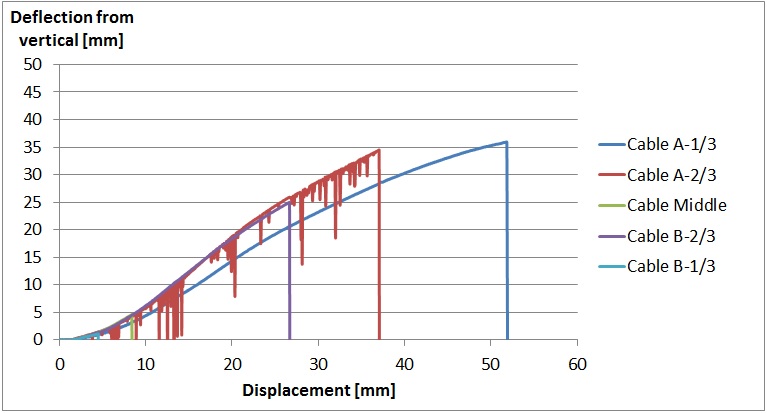 Deflection from
vertical [mm]
50
45
40
35
30
25
20
15
10
5
0
0 10 20 30 40 50 60
Displacement [mm]
Cable A-1/3
Cable A-2/3
Cable Middle
Cable B-2/3
Cable B-1/3